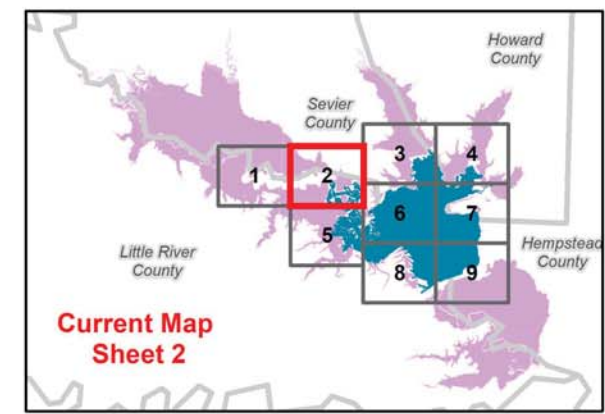 Howard
County
Sevier
County
3
4
1
2
6
7
5
Little River
County
Hempstead
County
8
9
Current Map
Sheet 2